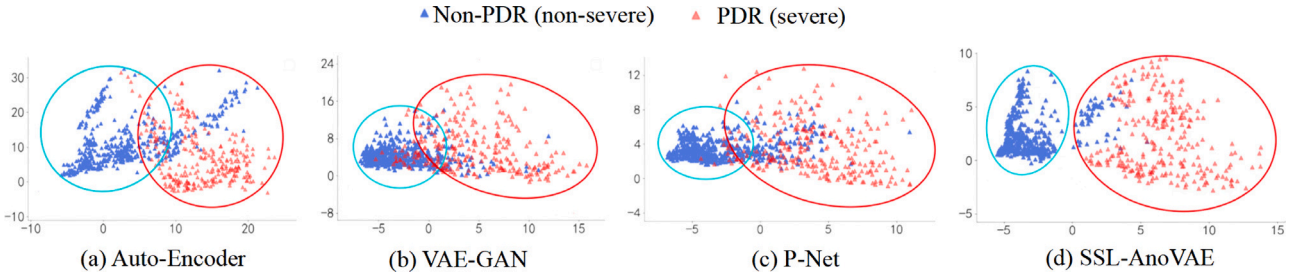 Non-PDR (non-severe) PDR (severe)
30
20
10
0
−10
−10 0 10 20
(a) Auto-Encoder
24
16
8
0
−8
−5 0 5 10 15
(b) VAE-GAN
12
8
4
0
−4
−5 0 5 10
(c) P-Net
10
5
0
−5
−5 0 5 10 15
(d) SSL-AnoVAE